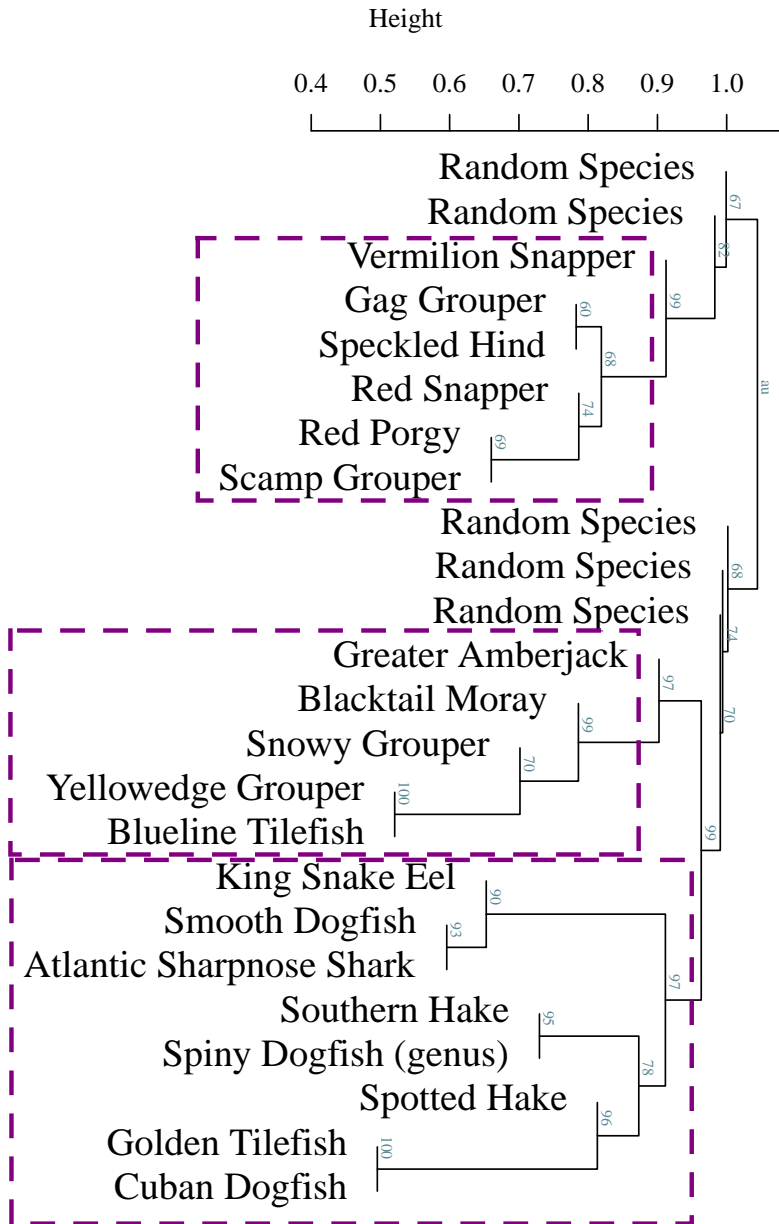 Height
0.4 0.5 0.6 0.7 0.8 0.9 1.0
Random Species
67
Random Species
82
Vermilion Snapper
99
Gag Grouper
60
Speckled Hind
68
Red Snapper
au
74
Red Porgy
69
Scamp Grouper
Random Species
68
Random Species
Random Species
74
Greater Amberjack
97
Blacktail Moray
99
70
Snowy Grouper
70
Yellowedge Grouper
100
Blueline Tilefish
99
King Snake Eel
90
Smooth Dogfish
93
Atlantic Sharpnose Shark
97
Southern Hake
95
Spiny Dogfish (genus)
78
Spotted Hake
96
Golden Tilefish
100
Cuban Dogfish